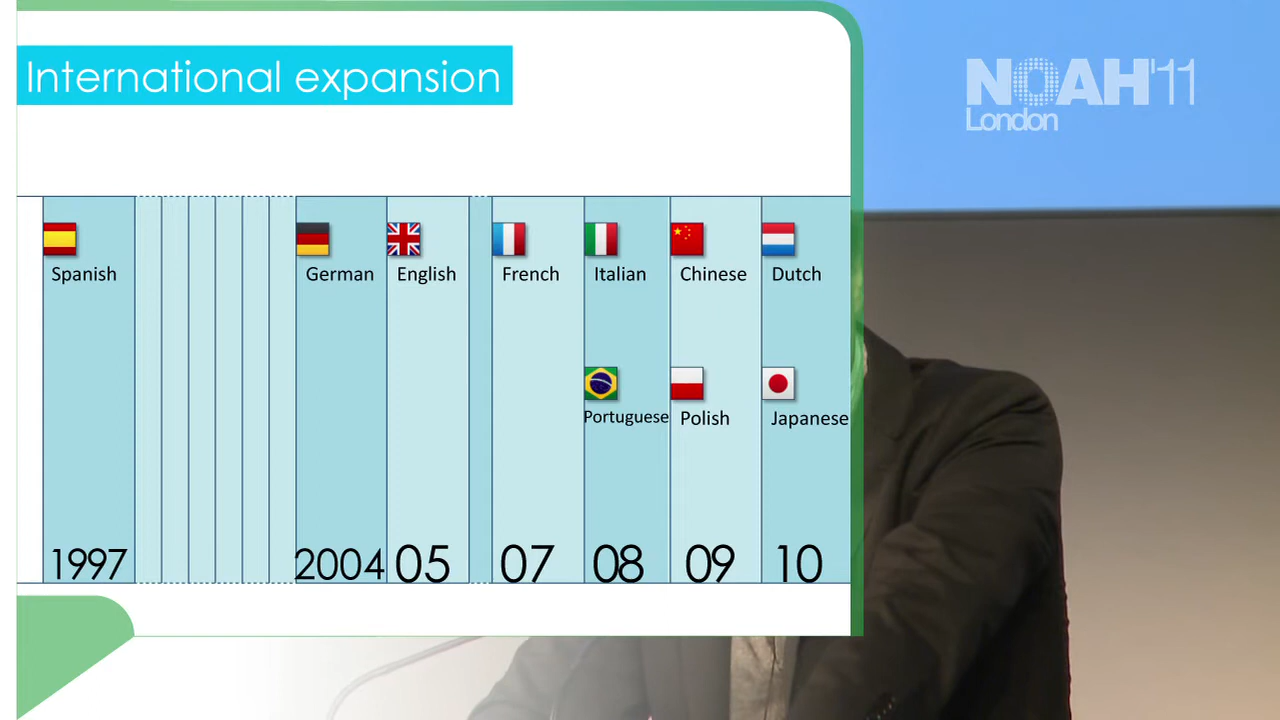 International expansion
NOAH'11
London
Spanish
German
English
French
Italian
Chinese
Dutch
Portuguese
Polish
Japanese
1997
2004
05
07
08
09
10